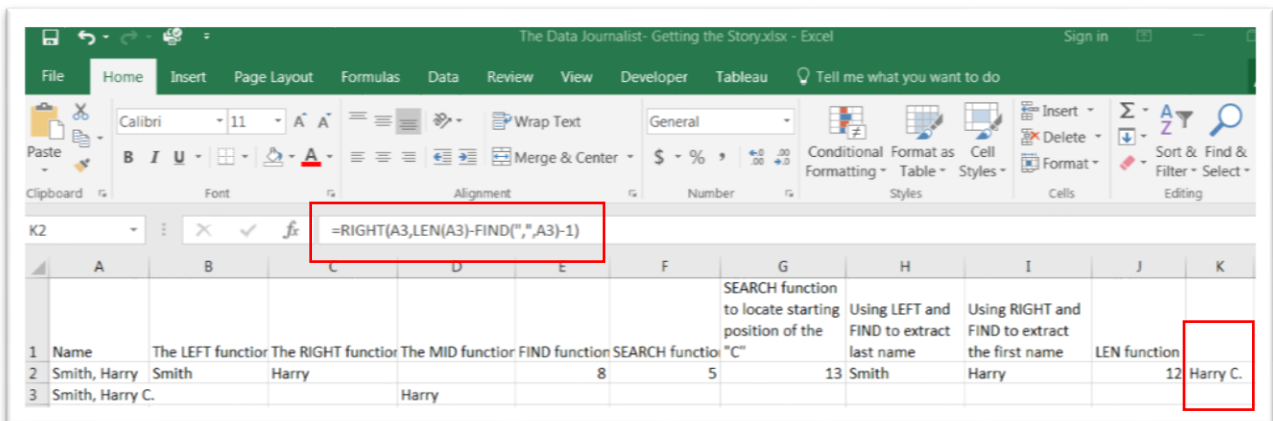 The Data Journalist- Getting the Story.xlsx - Excel Sign in
File Home Insert Page Layout Formulas Data Review View Developer Tableau Tell me what you want to do
Paste
Clipboard
Calibri 11 A A
B I U A
Font
Wrap Text
Merge & Center
Alignment
General
$ % , .00 .00
Number
Conditional Formatting
Format as Table
Cell Styles
Styles
Insert
Delete
Format
Cells
Σ A Z
Sort & Filter
Find & Select
Editing
K2 fx =RIGHT(A3,LEN(A3)-FIND(",",A3)-1)
A B C D E F G H I J K
1 Name The LEFT function The RIGHT function The MID function FIND function SEARCH functio SEARCH function to locate starting position of the "C" Using LEFT and FIND to extract last name Using RIGHT and FIND to extract the first name LEN function
2 Smith, Harry Smith Harry 8 5 13 Smith Harry 12 Harry C.
3 Smith, Harry C. Harry